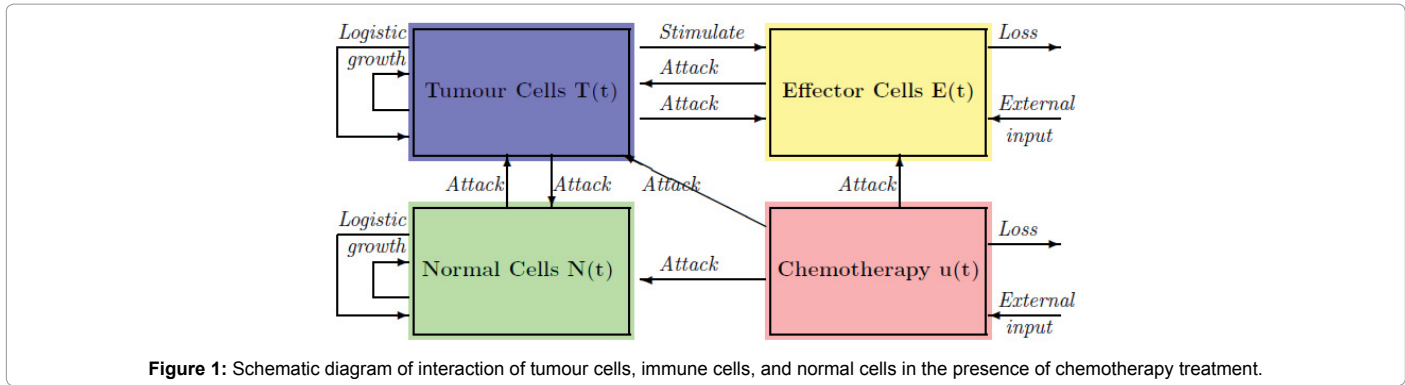 Logistic
growth
Tumour Cells T(t)
Stimulate
Attack
Attack
Effector Cells E(t)
Loss
External
input
Attack
Attack
Attack
Attack
Logistic
growth
Normal Cells N(t)
Attack
Chemotherapy u(t)
Loss
External
input
Figure 1: Schematic diagram of interaction of tumour cells, immune cells, and normal cells in the presence of chemotherapy treatment.